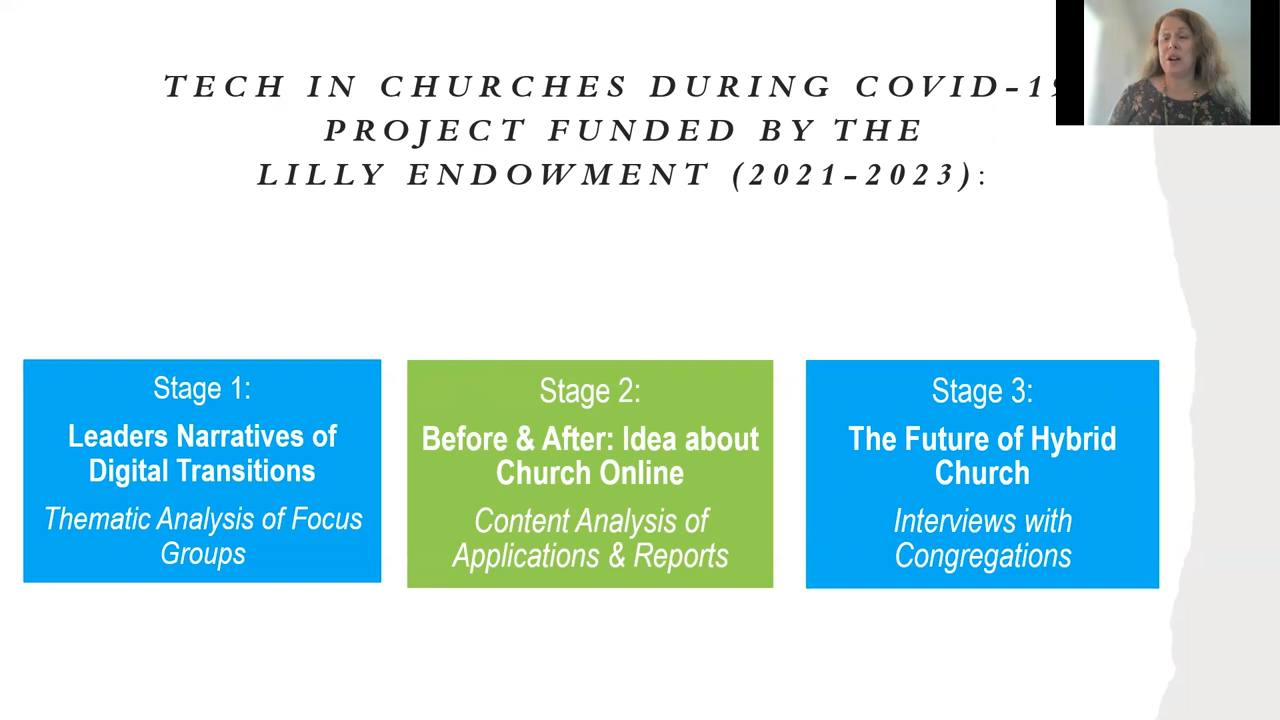 TECH IN CHURCHES DURING COVID-19
PROJECT FUNDED BY THE
LILLY ENDOWMENT (2021-2023):
Stage 1:
Leaders Narratives of
Digital Transitions
Thematic Analysis of Focus
Groups
Stage 2:
Before & After: Idea about
Church Online
Content Analysis of
Applications & Reports
Stage 3:
The Future of Hybrid
Church
Interviews with
Congregations